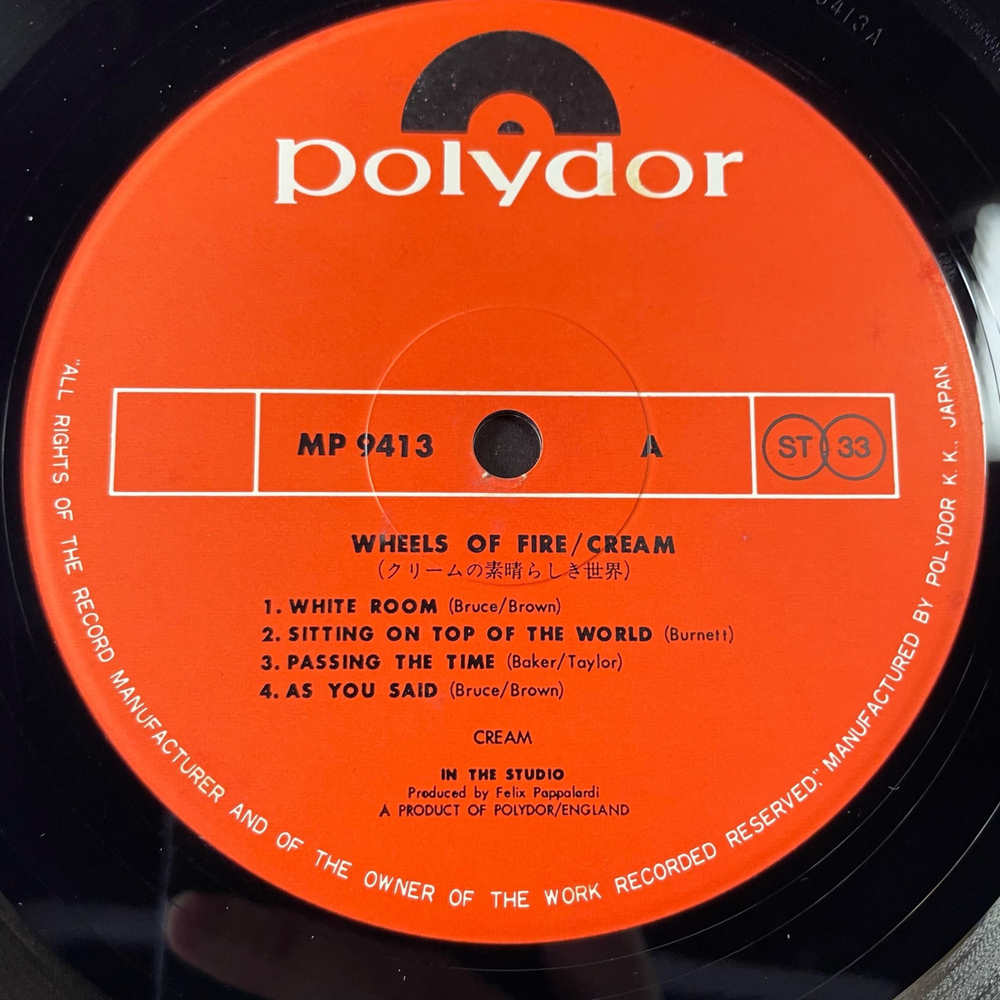 polydor
MP 9413 A ST 33
WHEELS OF FIRE/CREAM
(クリームの素晴らしき世界)
1. WHITE ROOM (Bruce/Brown)
2. SITTING ON TOP OF THE WORLD (Burnett)
3. PASSING THE TIME (Baker/Taylor)
4. AS YOU SAID (Bruce/Brown)
CREAM
IN THE STUDIO
Produced by Felix Pappalardi
A PRODUCT OF POLYDOR/ENGLAND
"ALL RIGHTS OF THE RECORD MANUFACTURER AND OF THE OWNER OF THE WORK RECORDED RESERVED." MANUFACTURED BY POLYDOR K. K., JAPAN